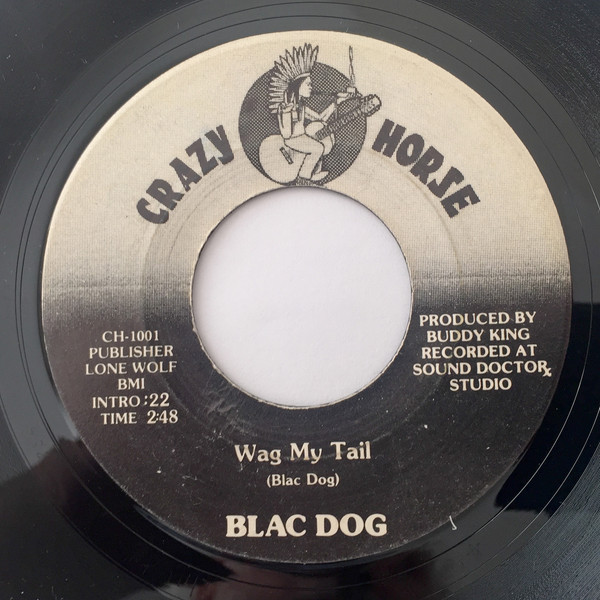 CRAZY HORSE
CH-1001
PUBLISHER
LONE WOLF
BMI
INTRO :22
TIME 2:48
PRODUCED BY
BUDDY KING
RECORDED AT
SOUND DOCTOR℞
STUDIO
Wag My Tail
(Blac Dog)
BLAC DOG